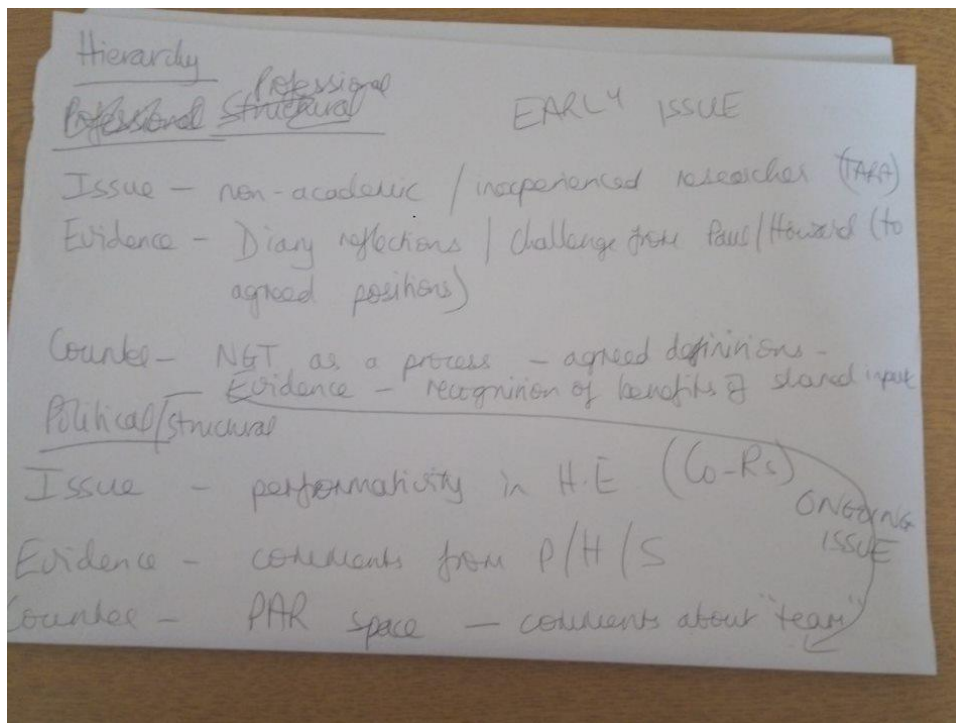 Hierarchy
Professional
Professional Structural
EARLY ISSUE
Issue – non-academic / inexperienced researcher (TARA)
Evidence – Diary reflections / Challenge from Paul/Howard (to
agreed positions)
Counter – NGT as a process – agreed definitions –
Evidence – recognition of benefits of shared input
Political/Structural
Issue – performativity in H.E (Co-Rs)
ONGOING
ISSUE
Evidence – comments from P/H/S
Counter – PAR space – comments about "team"